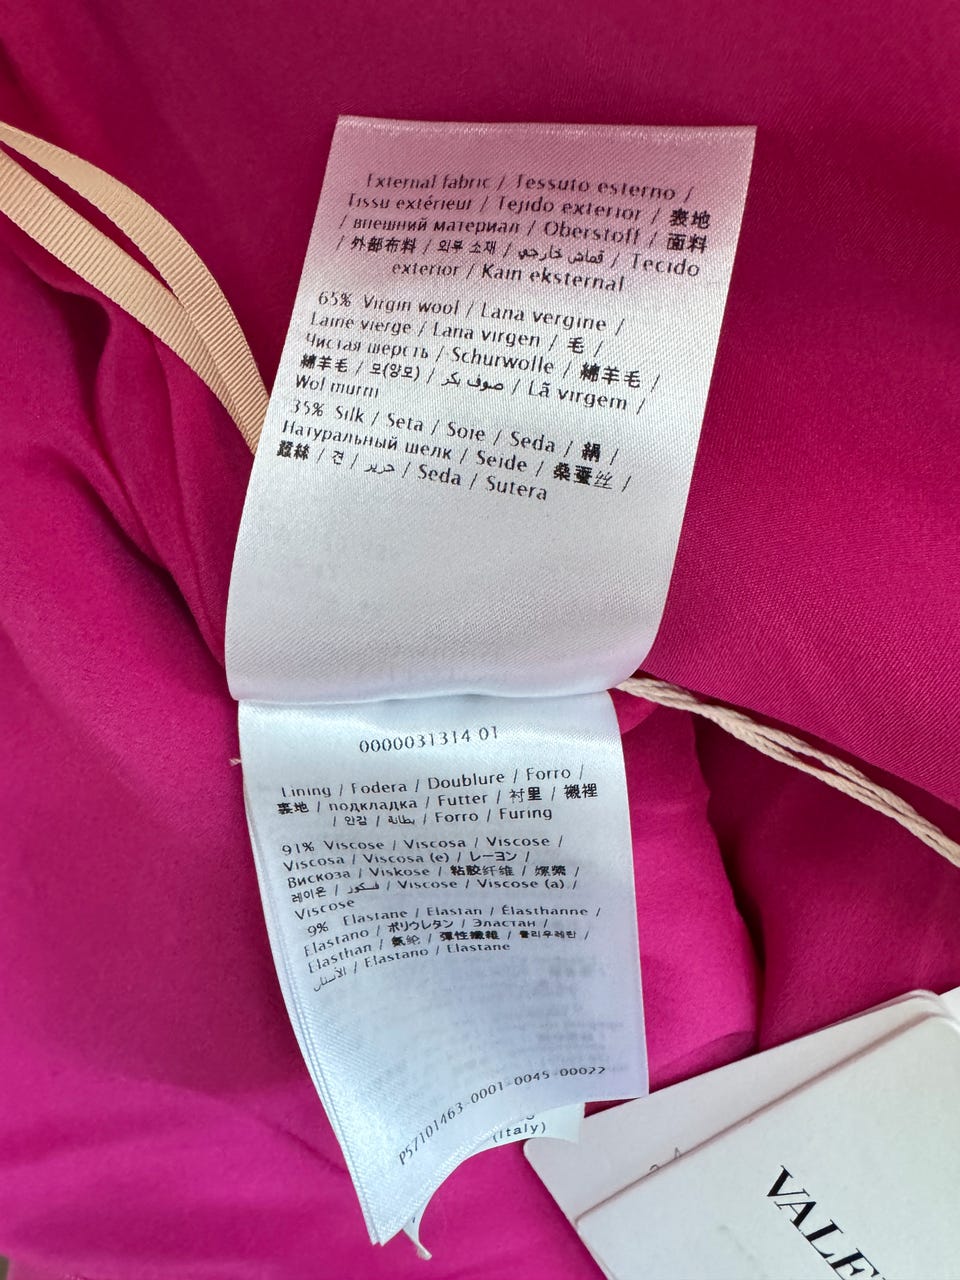 External fabric / Tessuto esterno /
Tissu extérieur / Tejido exterior / 表地
/ внешний материал / Oberstoff / 面料
/ 外部布料 / 외부 소재 / قماش خارجي / Tecido
exterior / Kain eksternal
65% Virgin wool / Lana vergine /
Laine vierge / Lana virgen / 毛 /
Чистая шерсть / Schurwolle / 綿羊毛 /
綿羊毛 / 모(양모) / صوف بكر / Lã virgem /
Wol murni
35% Silk / Seta / Soie / Seda / 絹 /
Натуральный шелк / Seide / 桑蚕丝 /
蠶絲 / 견 / حرير / Seda / Sutera
0000031314 01
Lining / Fodera / Doublure / Forro /
裏地 / подкладка / Futter / 衬里 / 襯裡
/ 안감 / بطانة / Forro / Furing
91% Viscose / Viscosa / Viscose /
Viscosa / Viscosa (e) / レーヨン /
Вискоза / Viskose / 粘胶纤维 / 嫘縈 /
레이온 / فسكوز / Viscose / Viscose (a) /
Viscose
9% Elastane / Elastan / Élasthanne /
Elastano / ポリウレタン / Эластан /
Elasthan / 氨纶 / 彈性纖維 / 폴리우레탄 /
الأستان / Elastano / Elastane
P57101463-0001-0045-00022
(Italy)
VALE